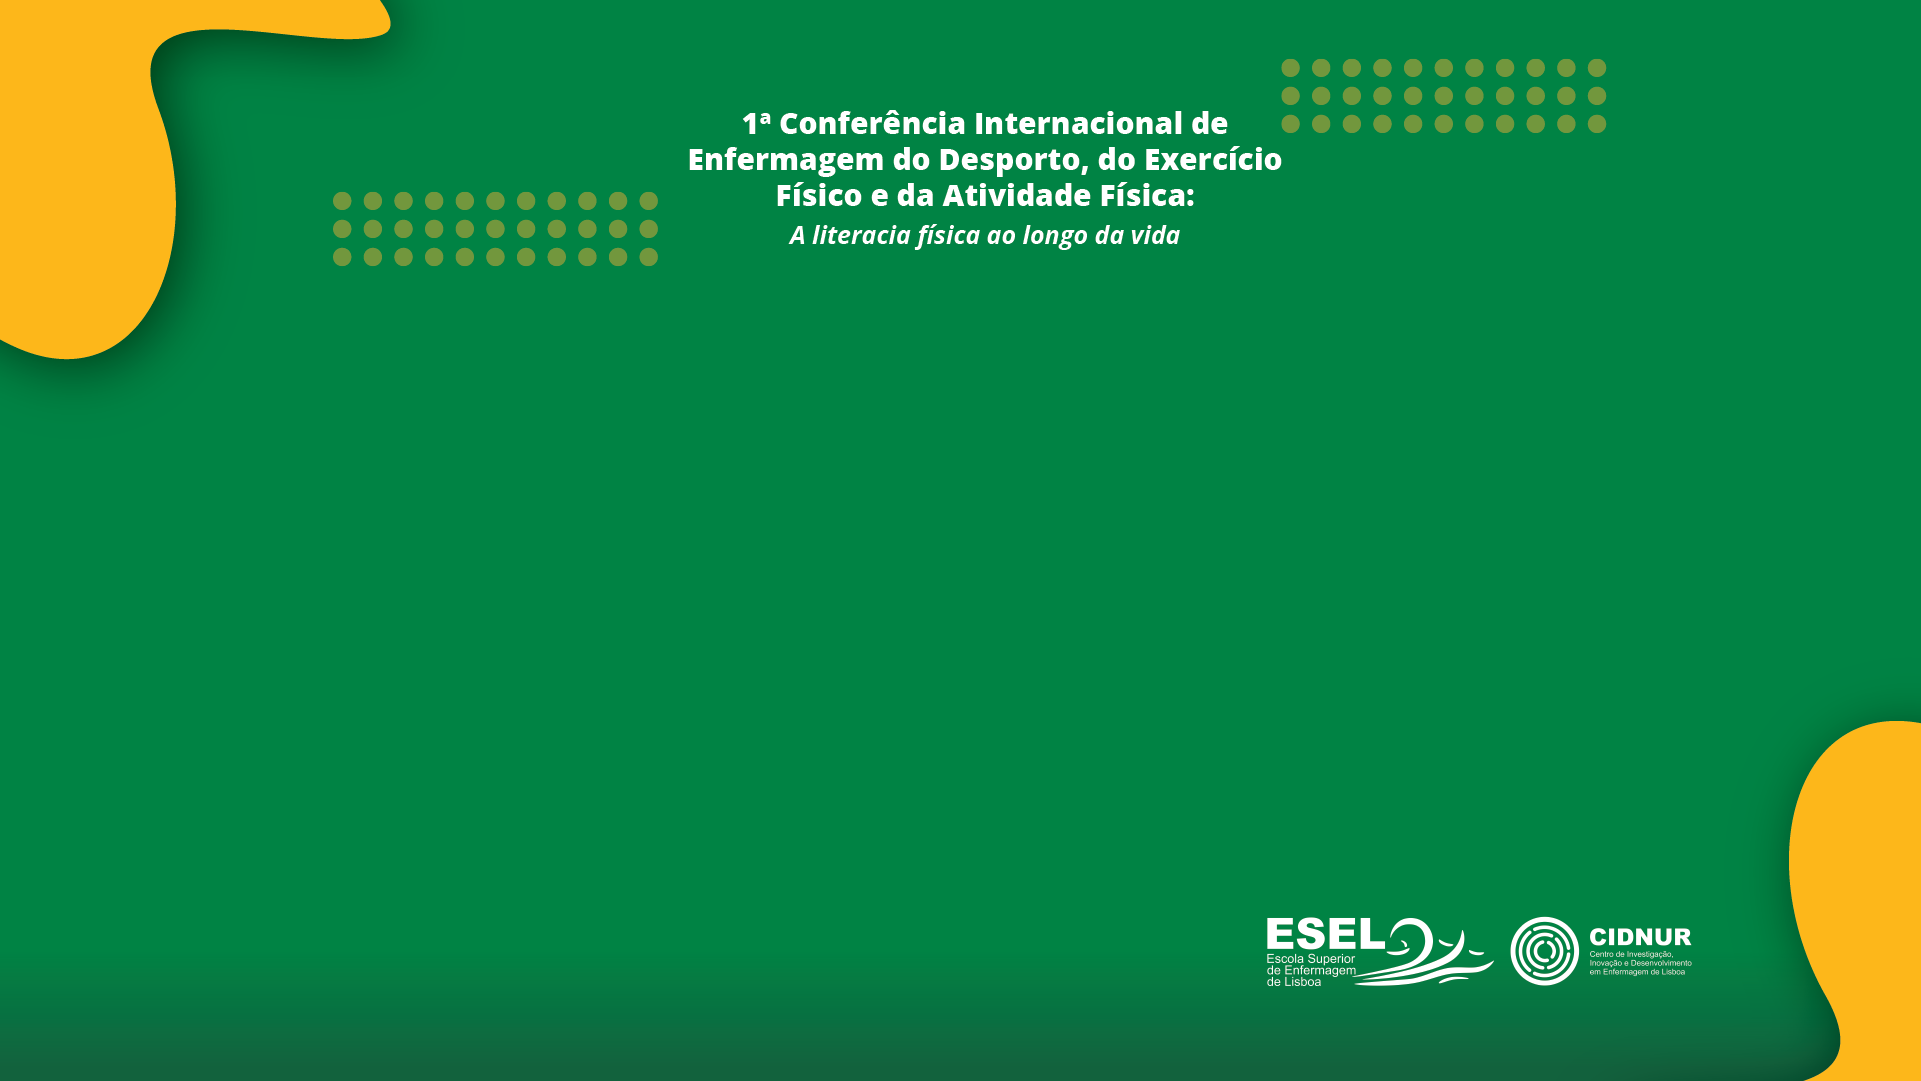 1ª Conferência Internacional de
Enfermagem do Desporto, do Exercício
Físico e da Atividade Física:
A literacia física ao longo da vida
ESEL
Escola Superior
de Enfermagem
de Lisboa
CIDNUR
Centro de Investigação,
Inovação e Desenvolvimento
em Enfermagem de Lisboa